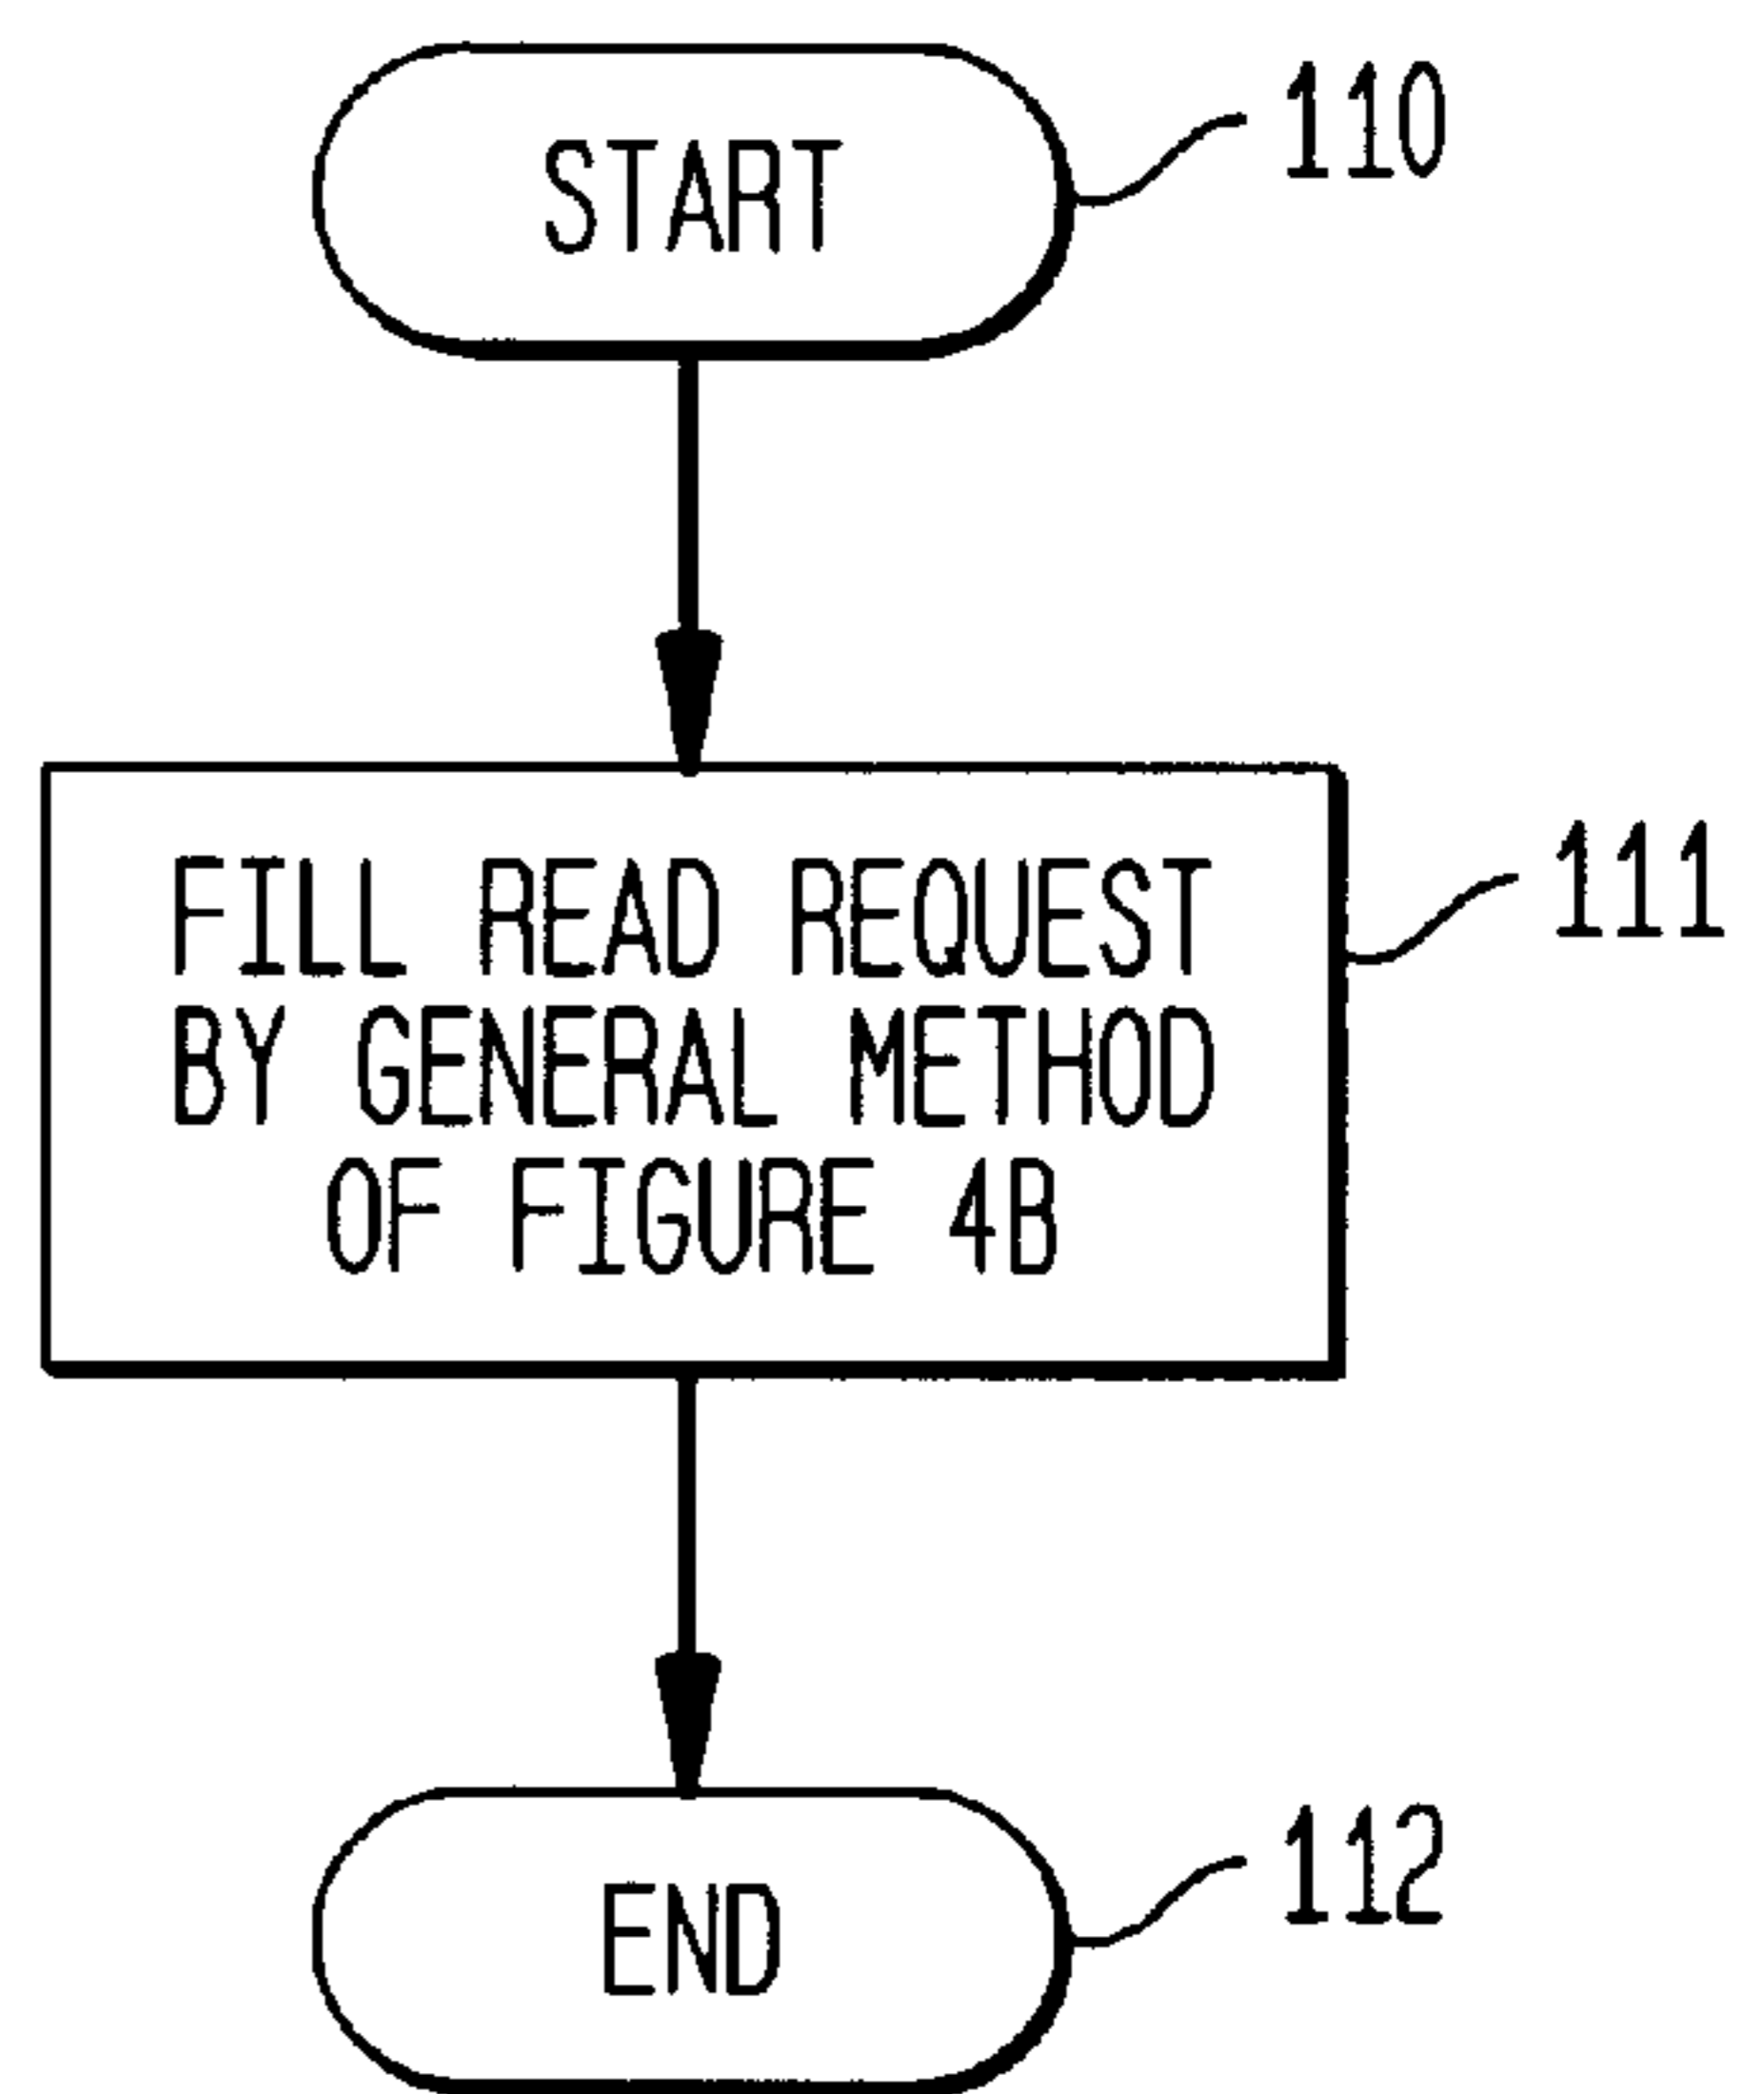 START
110
FILL READ REQUEST
BY GENERAL METHOD
OF FIGURE 4B
111
END
112